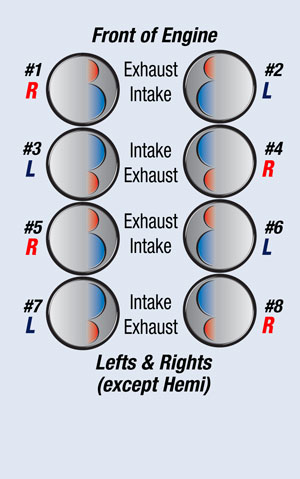 Front of Engine
#1 Exhaust #2
R Intake L
#3 Intake #4
L Exhaust R
#5 Exhaust #6
R Intake L
#7 Intake #8
L Exhaust R
Lefts & Rights
(except Hemi)